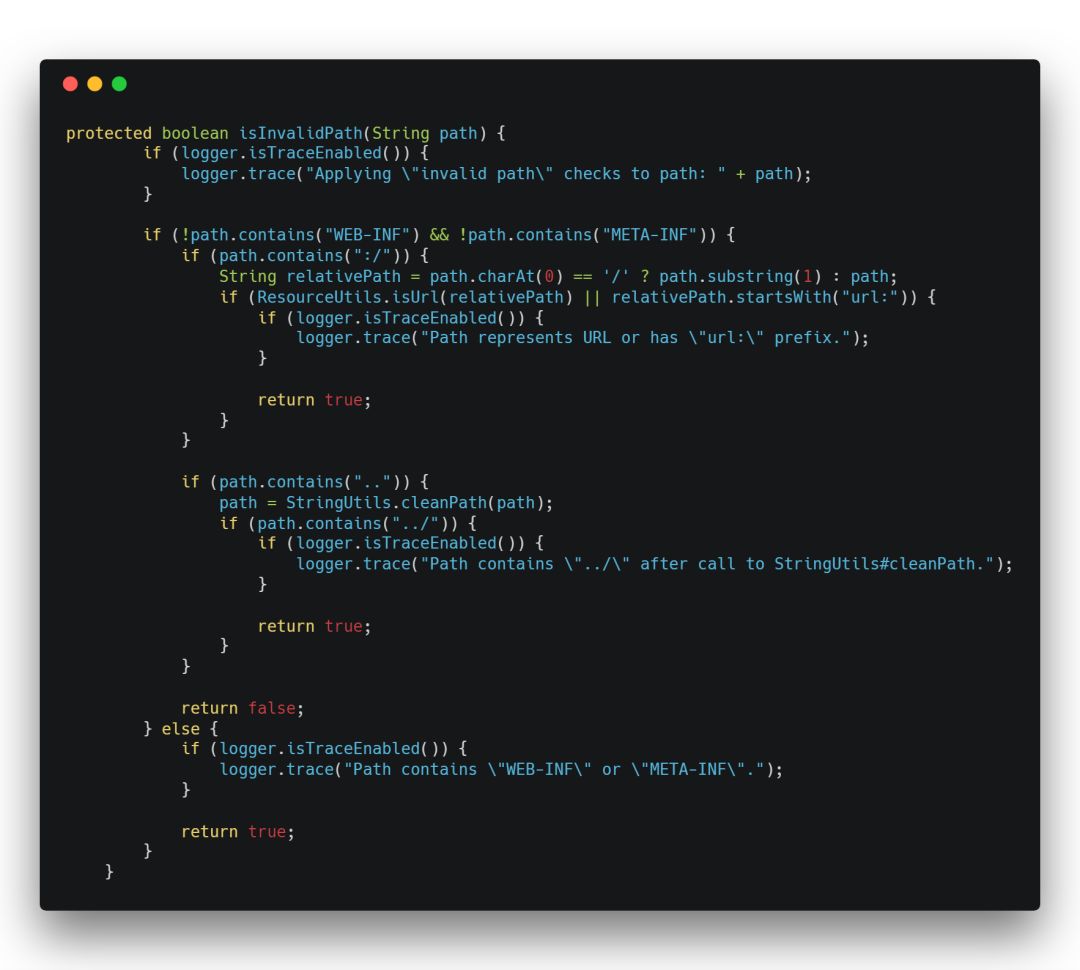 protected boolean isInvalidPath(String path) {
        if (logger.isTraceEnabled()) {
            logger.trace("Applying \"invalid path\" checks to path: " + path);
        }

        if (!path.contains("WEB-INF") && !path.contains("META-INF")) {
            if (path.contains(":/")) {
                String relativePath = path.charAt(0) == '/' ? path.substring(1) : path;
                if (ResourceUtils.isUrl(relativePath) || relativePath.startsWith("url:")) {
                    if (logger.isTraceEnabled()) {
                        logger.trace("Path represents URL or has \"url:\" prefix.");
                    }

                    return true;
                }
            }

            if (path.contains("..")) {
                path = StringUtils.cleanPath(path);
                if (path.contains("../")) {
                    if (logger.isTraceEnabled()) {
                        logger.trace("Path contains \"../\" after call to StringUtils#cleanPath.");
                    }

                    return true;
                }
            }

            return false;
        } else {
            if (logger.isTraceEnabled()) {
                logger.trace("Path contains \"WEB-INF\" or \"META-INF\".");
            }

            return true;
        }
    }